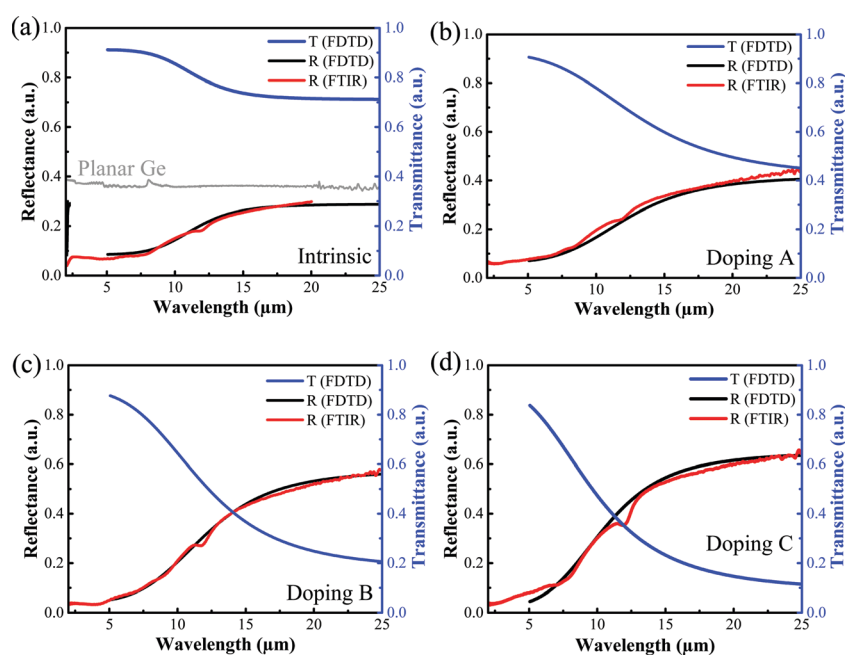 (a)
1.0
0.8
0.6
0.4
0.2
0.0
Reflectance (a.u.)
T (FDTD)
R (FDTD)
R (FTIR)
Planar Ge
Intrinsic
5
10
15
20
25
Wavelength (µm)
1.0
0.8
0.6
0.4
0.2
0.0
Transmittance (a.u.)
(b)
1.0
0.8
0.6
0.4
0.2
0.0
Reflectance (a.u.)
T (FDTD)
R (FDTD)
R (FTIR)
Doping A
5
10
15
20
25
Wavelength (µm)
1.0
0.8
0.6
0.4
0.2
0.0
Transmittance (a.u.)
(c)
1.0
0.8
0.6
0.4
0.2
0.0
Reflectance (a.u.)
T (FDTD)
R (FDTD)
R (FTIR)
Doping B
5
10
15
20
25
Wavelength (µm)
1.0
0.8
0.6
0.4
0.2
0.0
Transmittance (a.u.)
(d)
1.0
0.8
0.6
0.4
0.2
0.0
Reflectance (a.u.)
T (FDTD)
R (FDTD)
R (FTIR)
Doping C
5
10
15
20
25
Wavelength (µm)
1.0
0.8
0.6
0.4
0.2
0.0
Transmittance (a.u.)